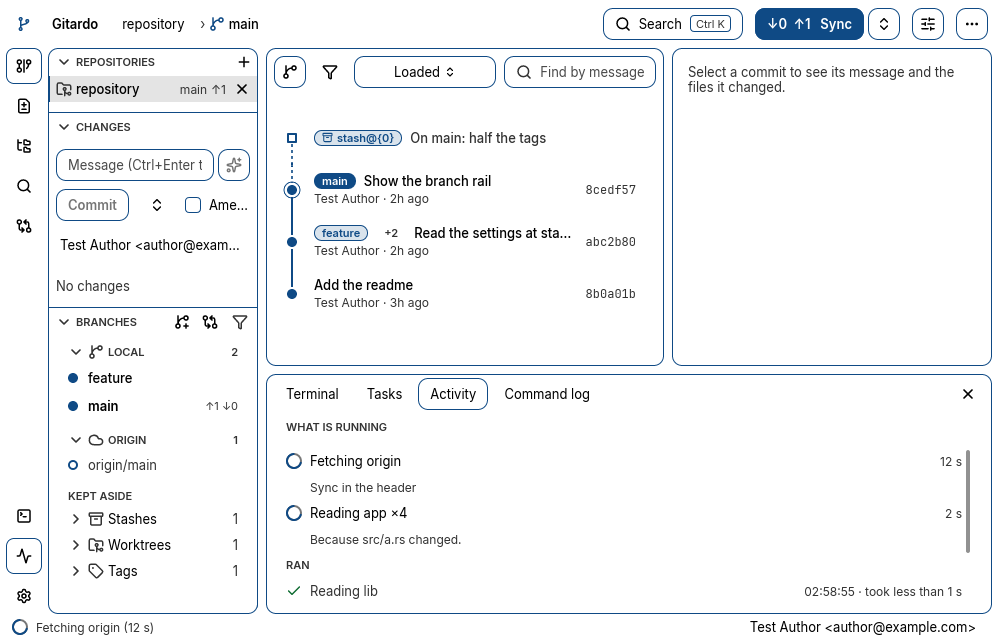 Gitardo
repository
main
Search
Ctrl K
↓0 ↑1 Sync
REPOSITORIES
repository
main ↑1
CHANGES
Message (Ctrl+Enter t
Commit
Ame...
Test Author <author@exam...
No changes
BRANCHES
LOCAL
2
feature
main
↑1 ↓0
ORIGIN
1
origin/main
KEPT ASIDE
Stashes
1
Worktrees
1
Tags
1
Loaded
Find by message
stash@{0}
On main: half the tags
main
Show the branch rail
Test Author · 2h ago
8cedf57
feature
+2
Read the settings at sta...
Test Author · 2h ago
abc2b80
Add the readme
Test Author · 3h ago
8b0a01b
Select a commit to see its message and the
files it changed.
Terminal
Tasks
Activity
Command log
WHAT IS RUNNING
Fetching origin
12 s
Sync in the header
Reading app ×4
2 s
Because src/a.rs changed.
RAN
Reading lib
02:58:55 · took less than 1 s
Fetching origin (12 s)
Test Author <author@example.com>